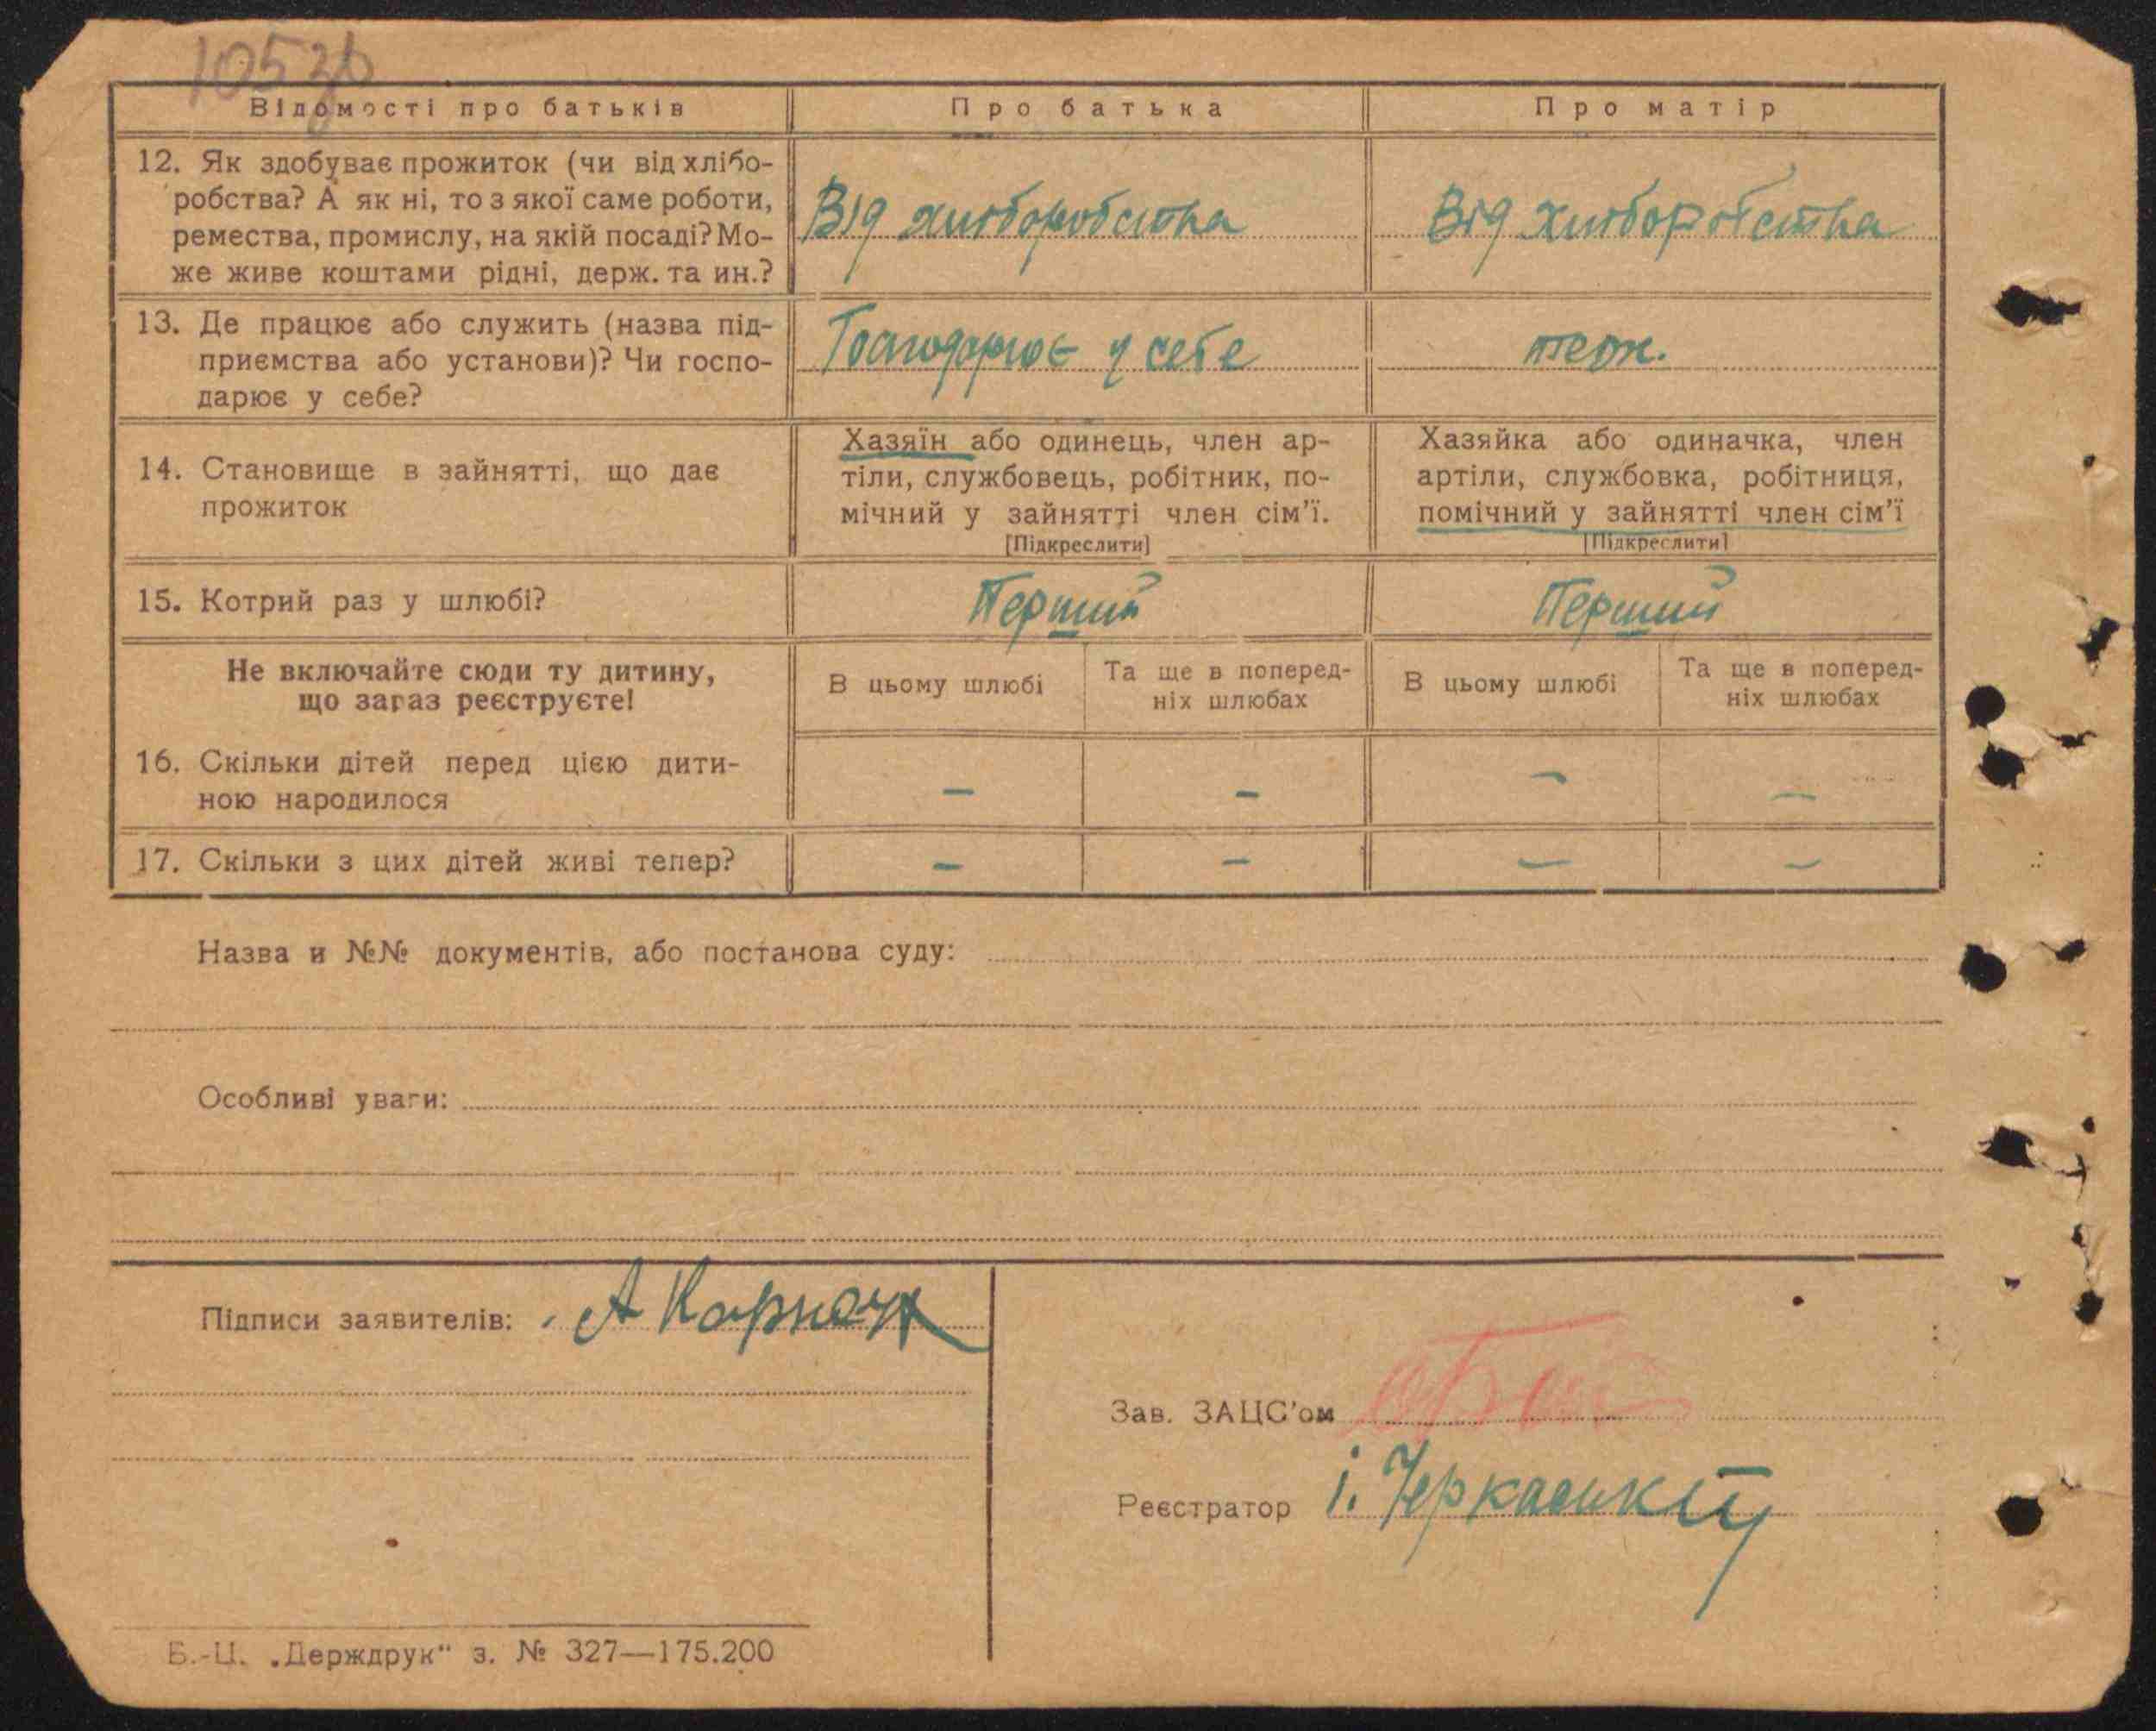 105зр
Відомості про батьків Про батька Про матір
12. Як здобуває прожиток (чи від хлібо-
робства? А як ні, то з якої саме роботи,
ремества, промислу, на якій посаді? Мо-
же живе коштами рідні, держ. та ин.?
Від хліборобства Від хліборобства
13. Де працює або служить (назва під-
приємства або установи)? Чи госпо-
дарює у себе?
Господарює у себе теж.
14. Становище в зайнятті, що дає
прожиток
Хазяїн або одинець, член ар-
тіли, службовець, робітник, по-
мічний у зайнятті член сім’ї.
[Підкреслити]
Хазяйка або одиначка, член
артіли, службовка, робітниця,
помічний у зайнятті член сім’ї
[Підкреслити]
15. Котрий раз у шлюбі? Перший Перший
Не включайте сюди ту дитину,
що зараз реєструєте!
В цьому шлюбі
Та ще в поперед-
ніх шлюбах
В цьому шлюбі
Та ще в поперед-
ніх шлюбах
16. Скільки дітей перед цією дити-
ною народилося
– – – –
17. Скільки з цих дітей живі тепер? – – – –
Назва и №№ документів, або постанова суду:
Особливі уваги:
Підписи заявителів: А Корнач
Зав. ЗАЦС’ом
Реєстратор і. Черкаський
Б.-Ц. „Держдрук“ з. № 327—175.200